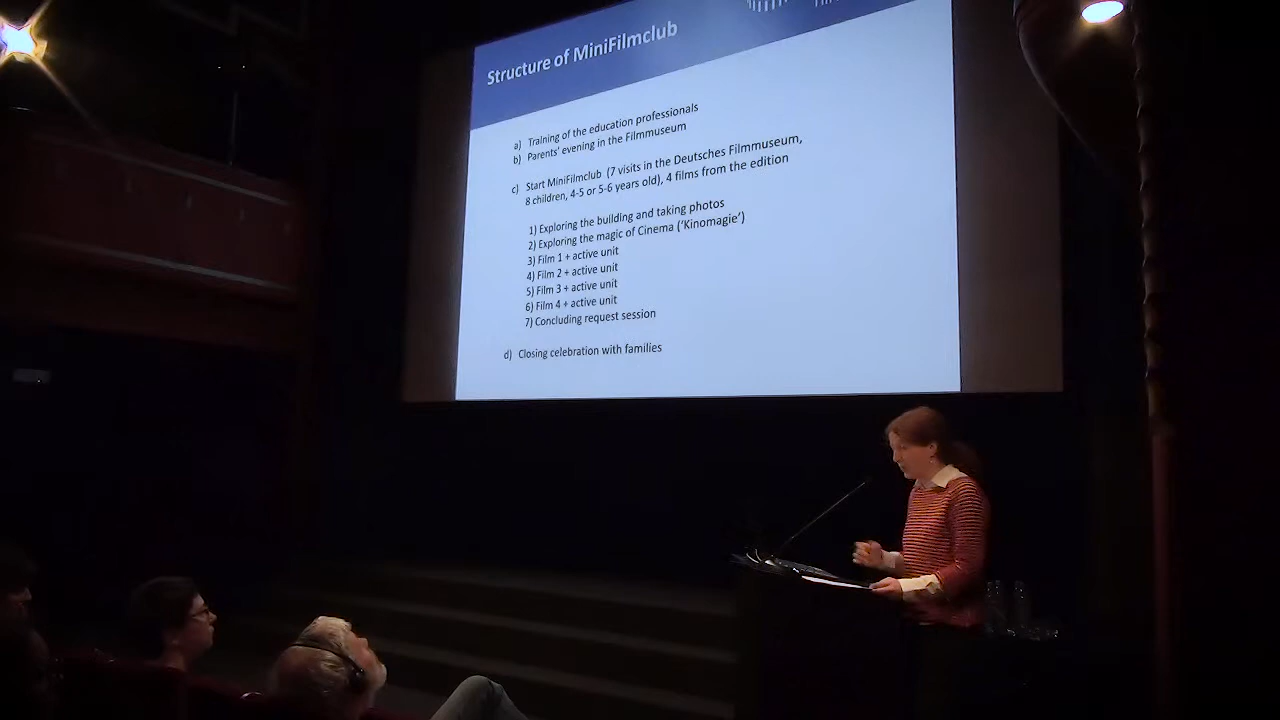 Structure of MiniFilmclub
a) Training of the education professionals
b) Parents' evening in the Filmmuseum
c) Start MiniFilmclub (7 visits in the Deutsches Filmmuseum,
8 children, 4-5 or 5-6 years old), 4 films from the edition
1) Exploring the building and taking photos
2) Exploring the magic of Cinema ('Kinomagie')
3) Film 1 + active unit
4) Film 2 + active unit
5) Film 3 + active unit
6) Film 4 + active unit
7) Concluding request session
d) Closing celebration with families